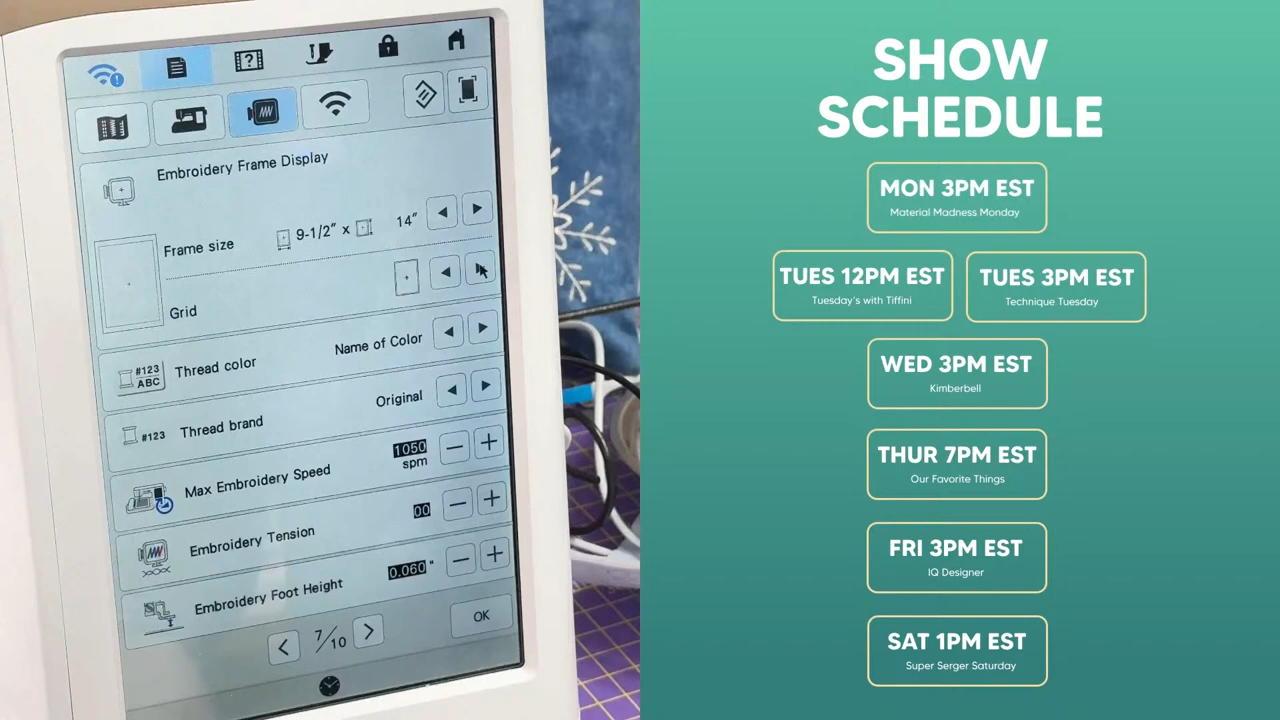 Embroidery Frame Display
Frame size 9-1/2" x 14"
Grid
#123
ABC
Thread color Name of Color
#123 Thread brand Original
Max Embroidery Speed 1050
spm
Embroidery Tension 00
Embroidery Foot Height 0.060"
7/10
OK
SHOW
SCHEDULE
MON 3PM EST
Material Madness Monday
TUES 12PM EST
Tuesday's with Tiffini
TUES 3PM EST
Technique Tuesday
WED 3PM EST
Kimberbell
THUR 7PM EST
Our Favorite Things
FRI 3PM EST
IQ Designer
SAT 1PM EST
Super Serger Saturday